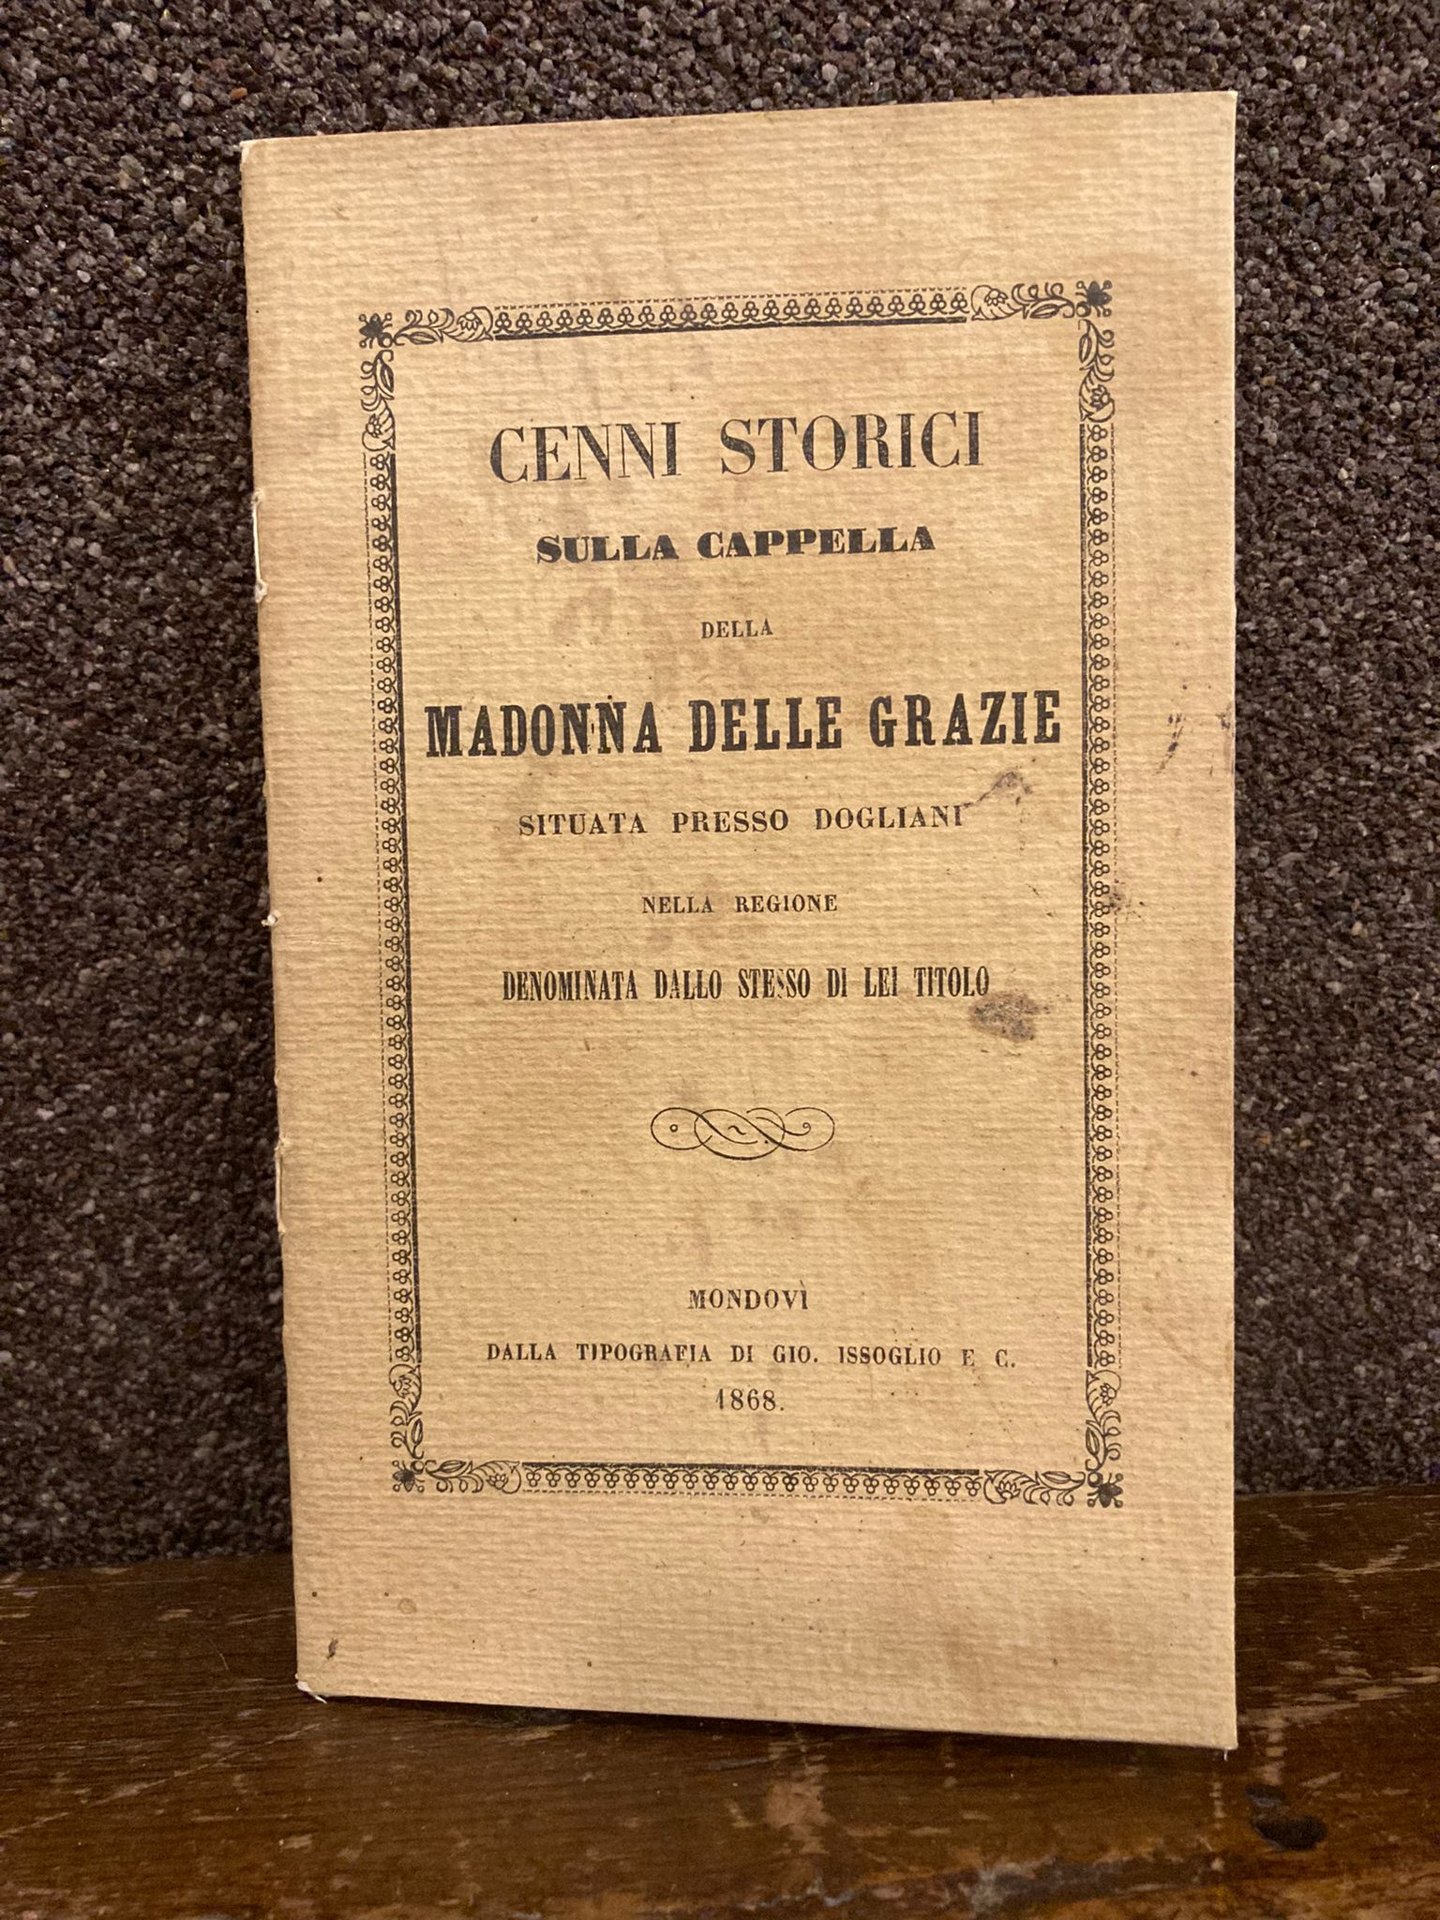 CENNI STORICI
SULLA CAPPELLA
DELLA
MADONNA DELLE GRAZIE
SITUATA PRESSO DOGLIANI
NELLA REGIONE
DENOMINATA DALLO STESSO DI LEI TITOLO
MONDOVÌ
DALLA TIPOGRAFIA DI GIO. ISSOGLIO E C.
1868.